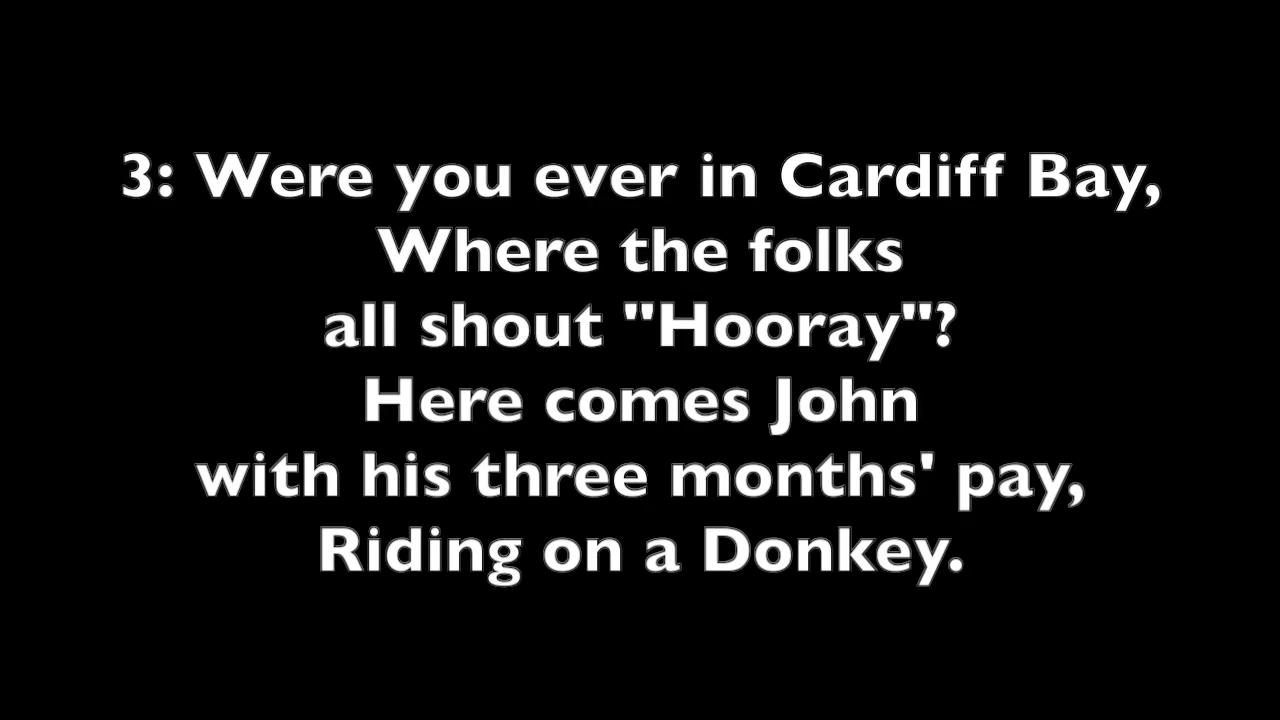 3: Were you ever in Cardiff Bay,
Where the folks
all shout "Hooray"?
Here comes John
with his three months' pay,
Riding on a Donkey.